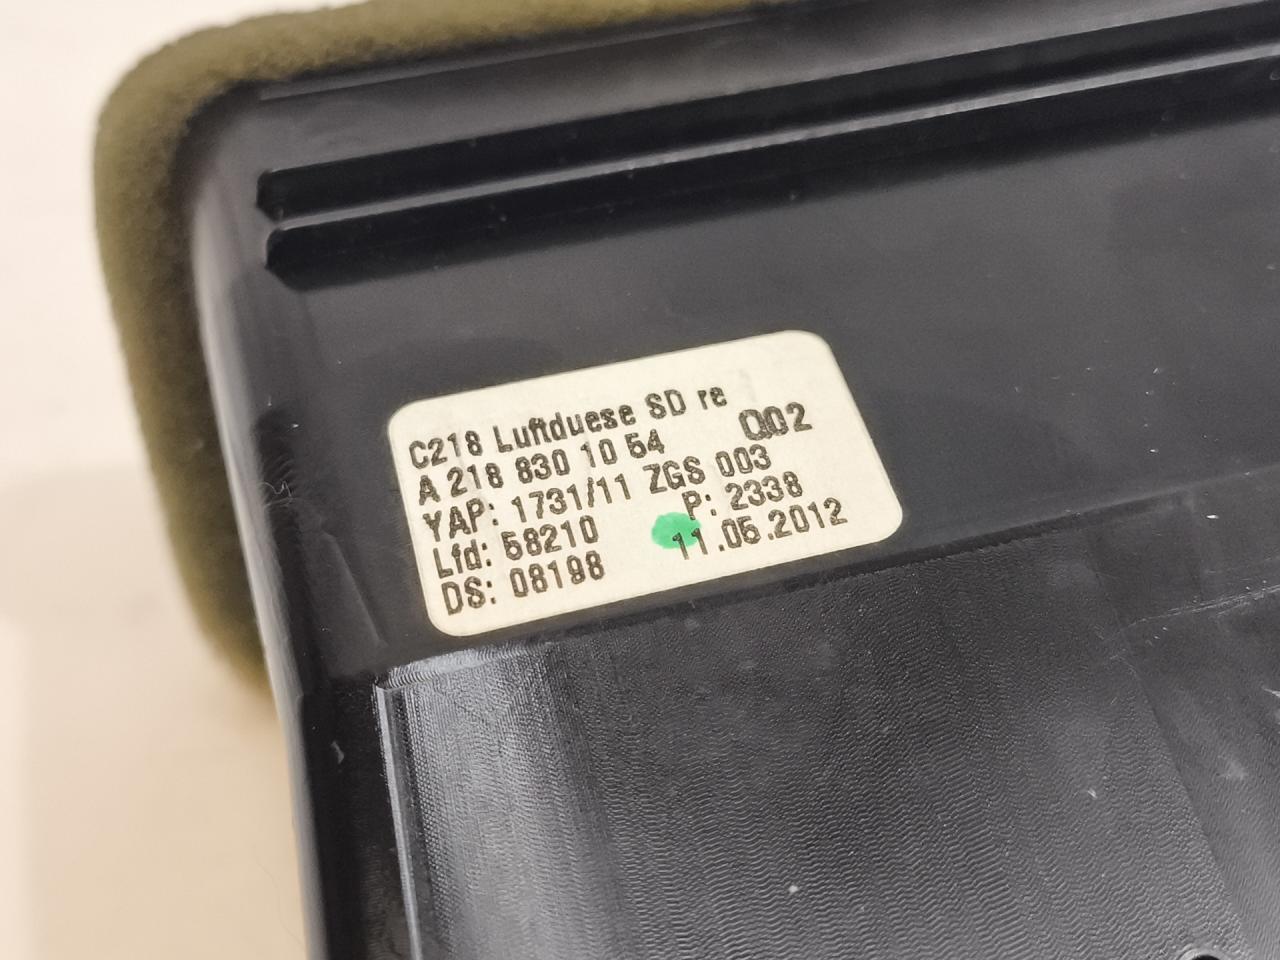 C218 Luftduese SD re
A 218 830 10 54 Q02
YAP: 1731/11 ZGS 003
Lfd: 58210 P: 2338
DS: 08198 11.05.2012